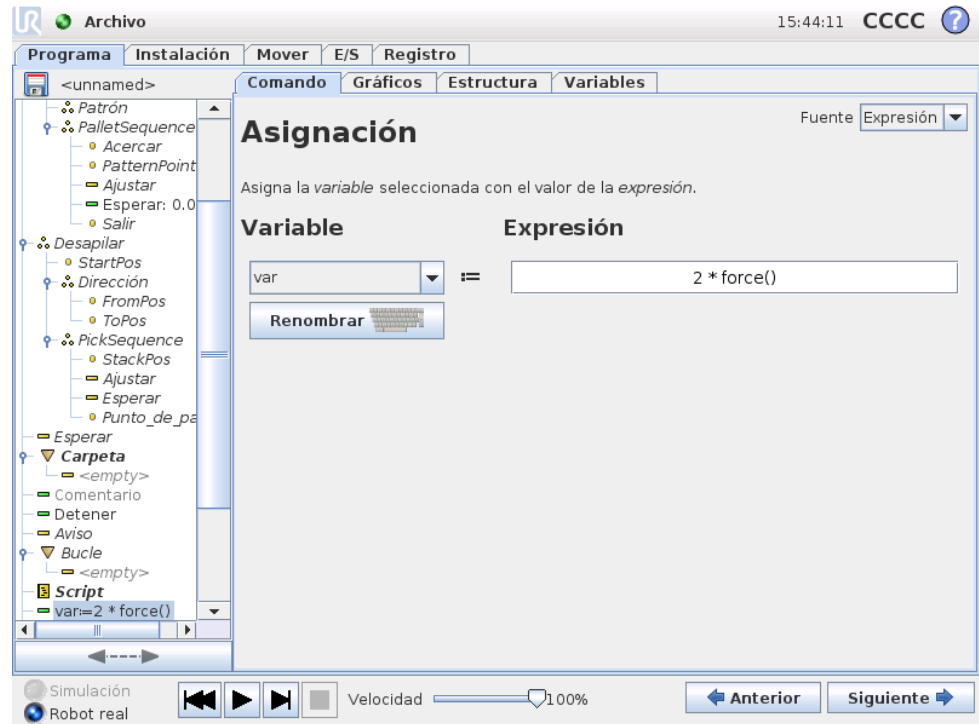 UR Archivo 15:44:11 CCCC ?
Programa Instalación Mover E/S Registro
<unnamed>
Comando Gráficos Estructura Variables
Patrón
PalletSequence
Acercar
PatternPoint
Ajustar
Esperar: 0.0
Salir
Desapilar
StartPos
Dirección
FromPos
ToPos
PickSequence
StackPos
Ajustar
Esperar
Punto_de_pa
Esperar
Carpeta
<empty>
Comentario
Detener
Aviso
Bucle
<empty>
Script
var:=2 * force()
Asignación
Fuente Expresión
Asigna la variable seleccionada con el valor de la expresión.
Variable Expresión
var := 2 * force()
Renombrar
Simulación
Robot real
Velocidad 100%
Anterior Siguiente